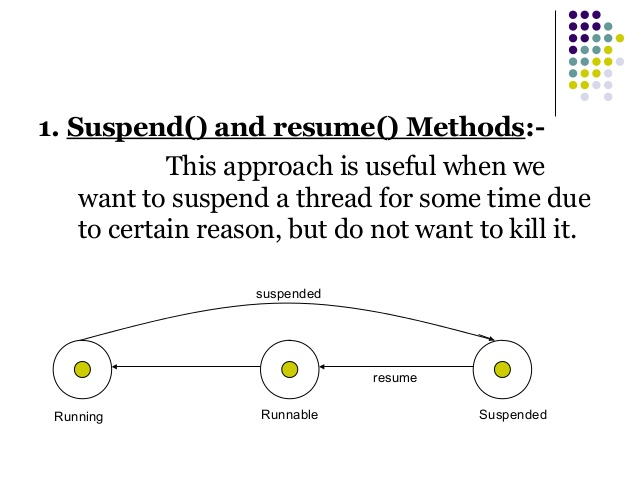 1. Suspend() and resume() Methods:-
This approach is useful when we
want to suspend a thread for some time due
to certain reason, but do not want to kill it.
suspended
resume
Running
Runnable
Suspended